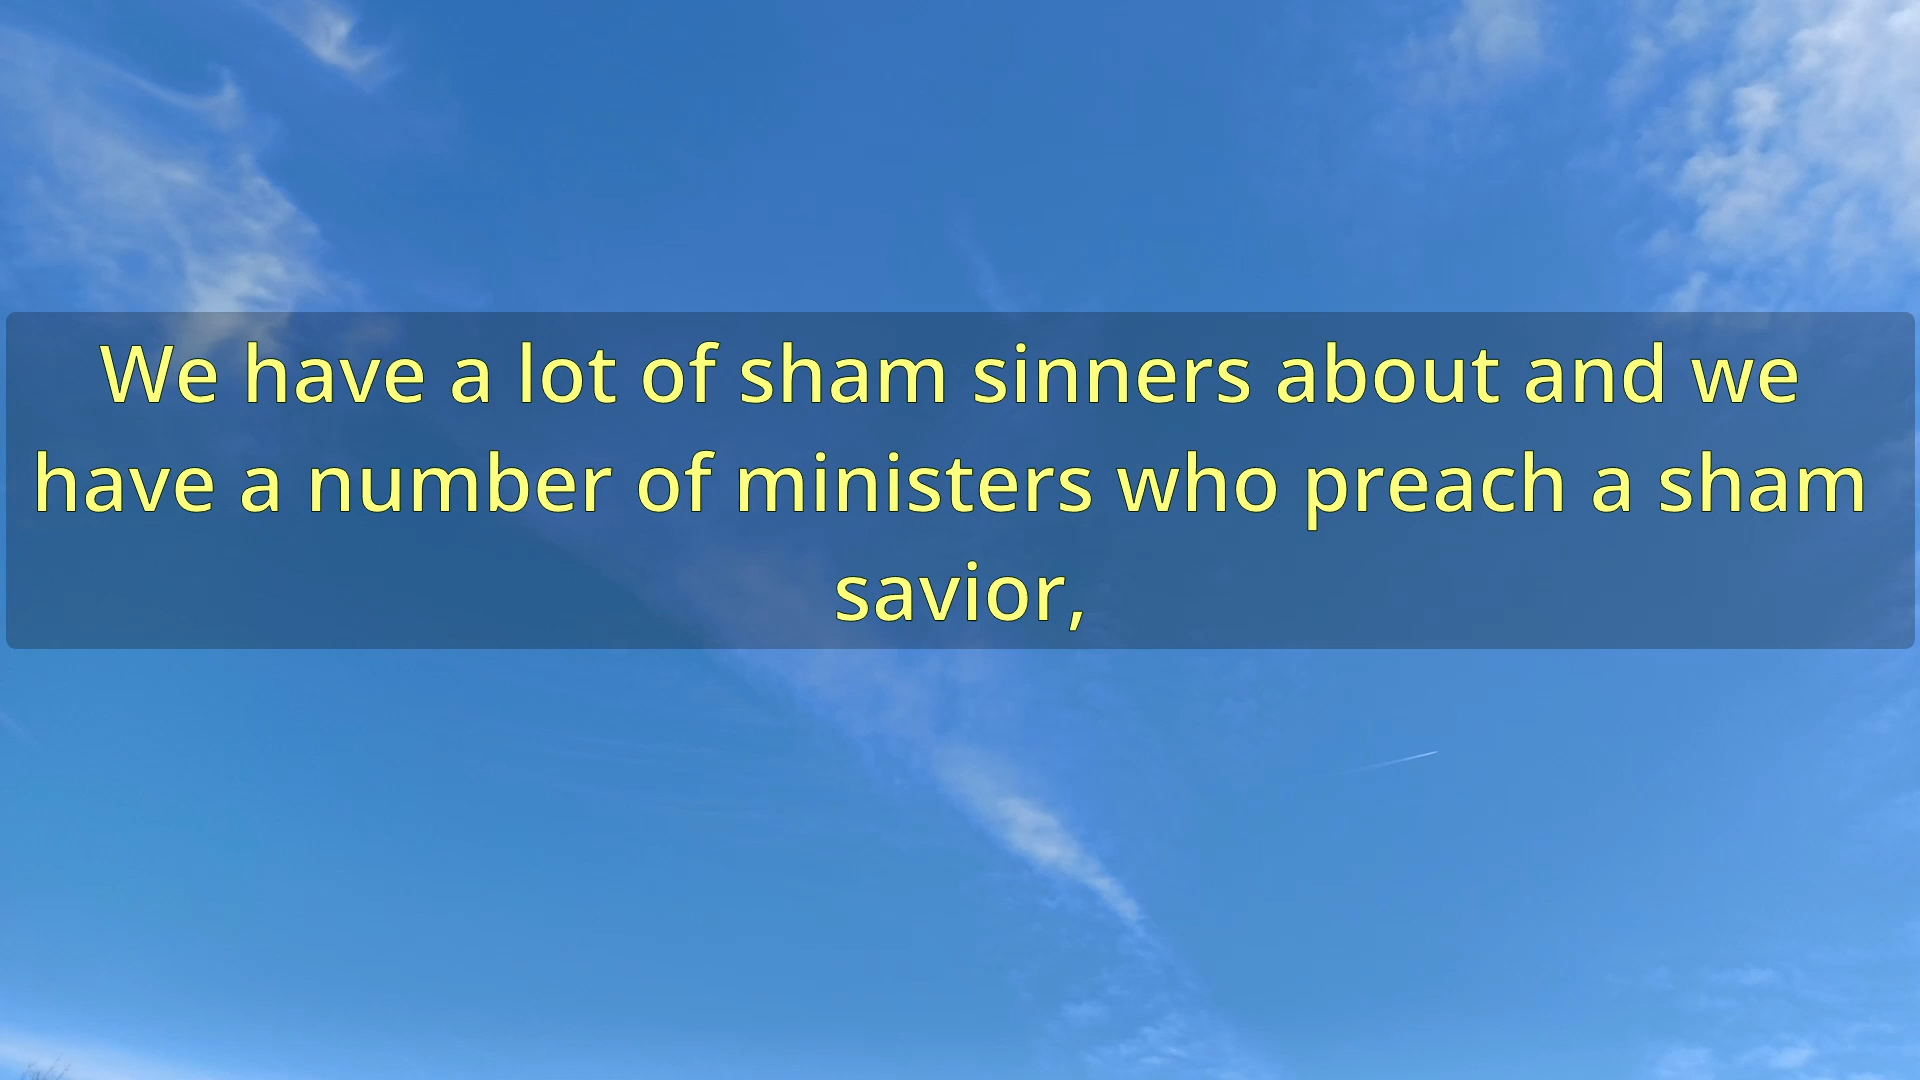 We have a lot of sham sinners about and we
have a number of ministers who preach a sham
savior,